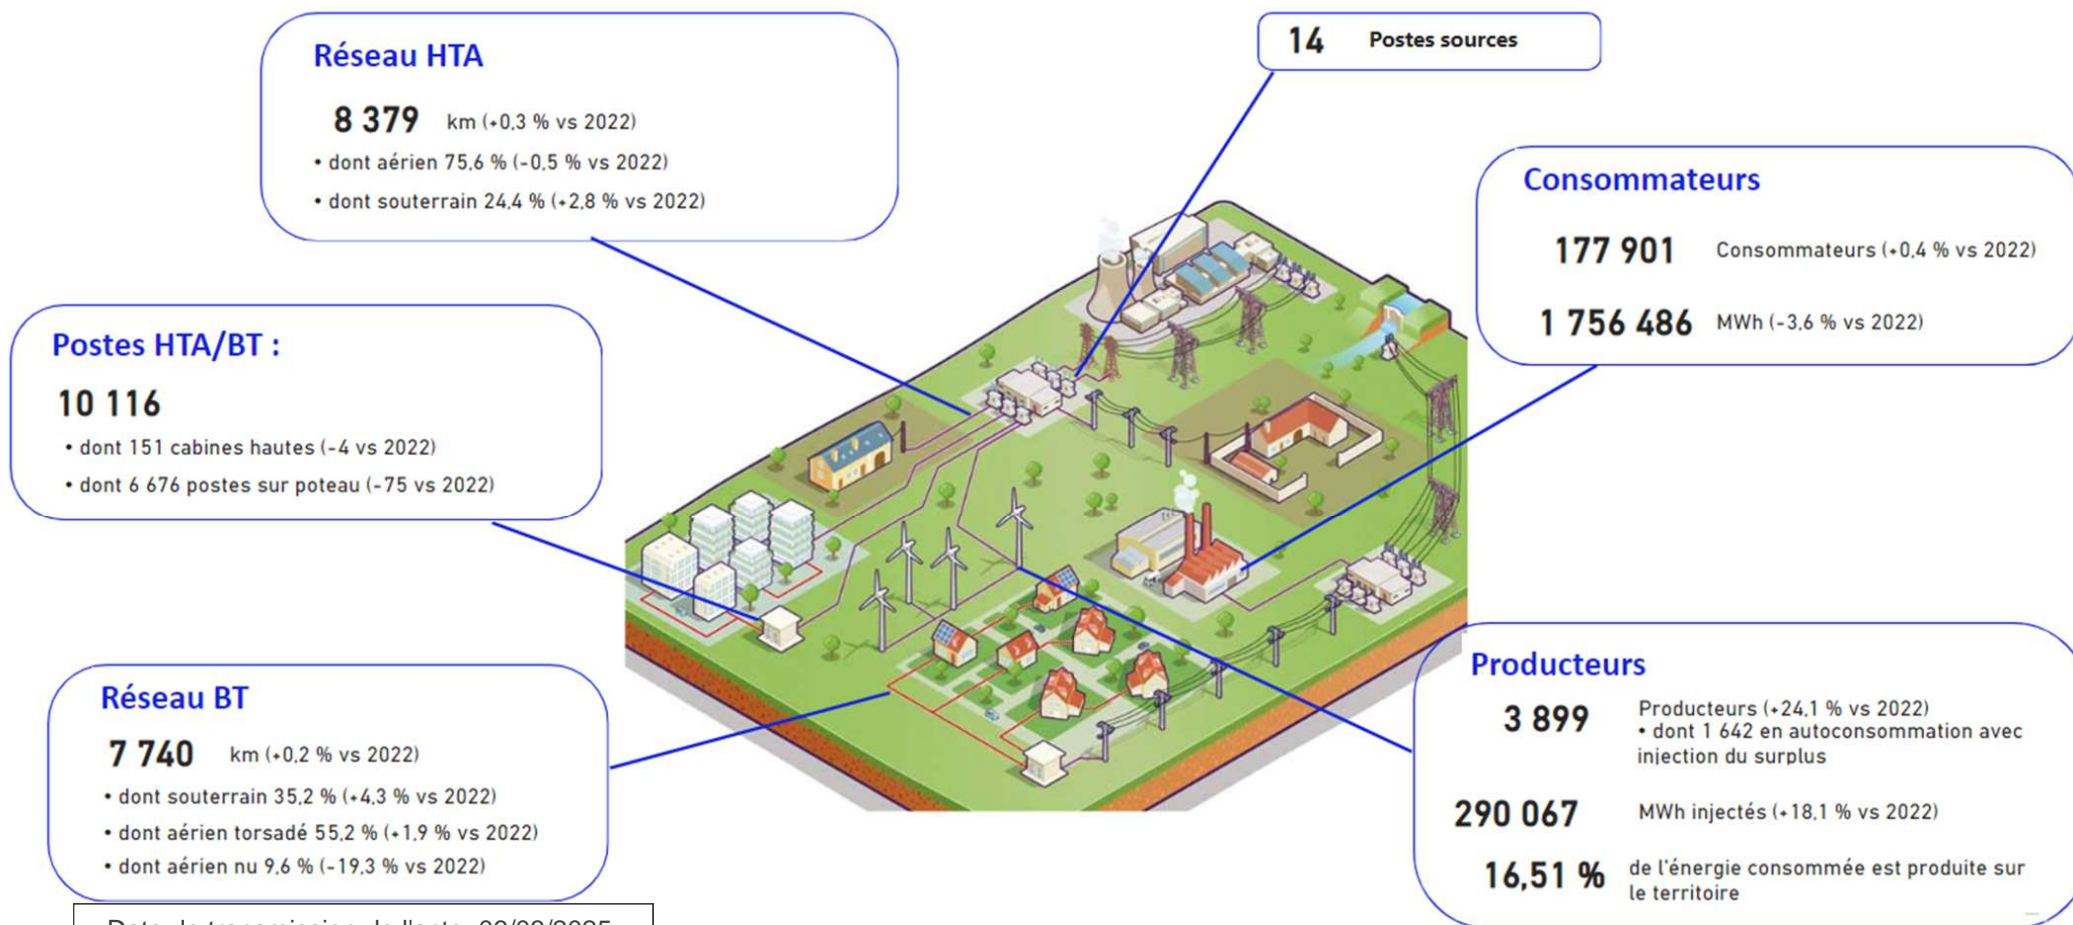 Réseau HTA
8 379 km (+0,3 % vs 2022)
• dont aérien 75,6 % (-0,5 % vs 2022)
• dont souterrain 24,4 % (+2,8 % vs 2022)
14 Postes sources
Consommateurs
177 901 Consommateurs (+0,4 % vs 2022)
1 756 486 MWh (-3,6 % vs 2022)
Postes HTA/BT :
10 116
• dont 151 cabines hautes (-4 vs 2022)
• dont 6 676 postes sur poteau (-75 vs 2022)
Réseau BT
7 740 km (+0,2 % vs 2022)
• dont souterrain 35,2 % (+4,3 % vs 2022)
• dont aérien torsadé 55,2 % (+1,9 % vs 2022)
• dont aérien nu 9,6 % (-19,3 % vs 2022)
Producteurs
3 899 Producteurs (+24,1 % vs 2022)
• dont 1 642 en autoconsommation avec
injection du surplus
290 067 MWh injectés (+18,1 % vs 2022)
16,51 % de l'énergie consommée est produite sur
le territoire
Date de transmission de l'acte